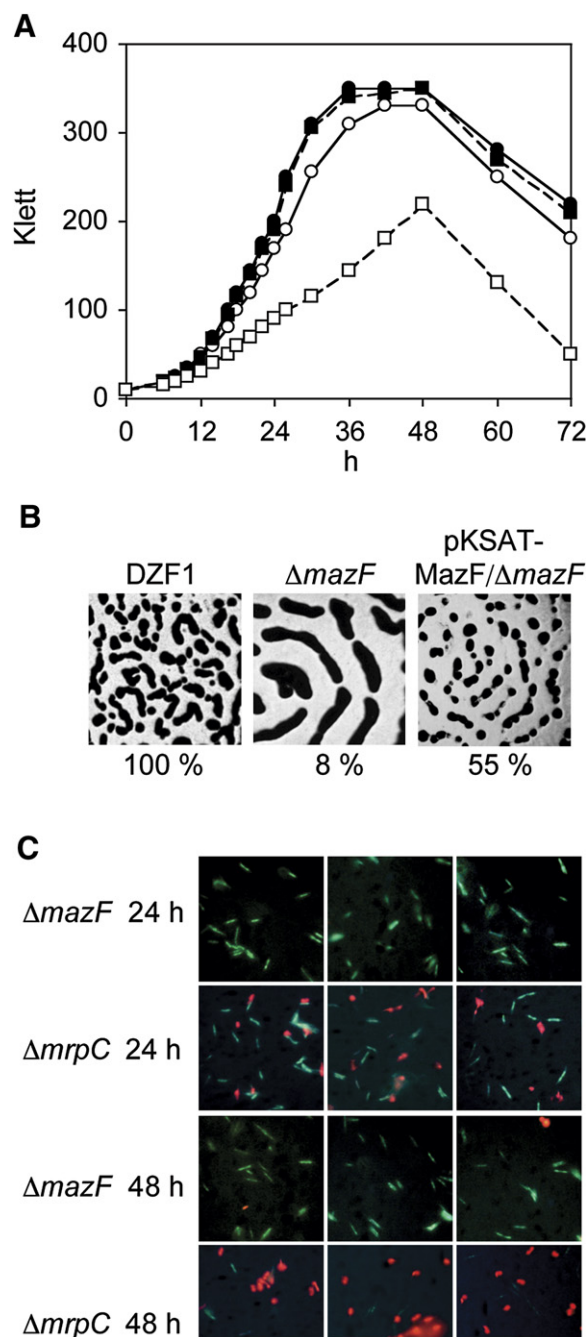 A
400
300
200
100
0
Klett
0 12 24 36 48 60 72
h
B
DZF1
ΔmazF
pKSAT-
MazF/ΔmazF
100 %
8 %
55 %
C
ΔmazF 24 h
ΔmrpC 24 h
ΔmazF 48 h
ΔmrpC 48 h